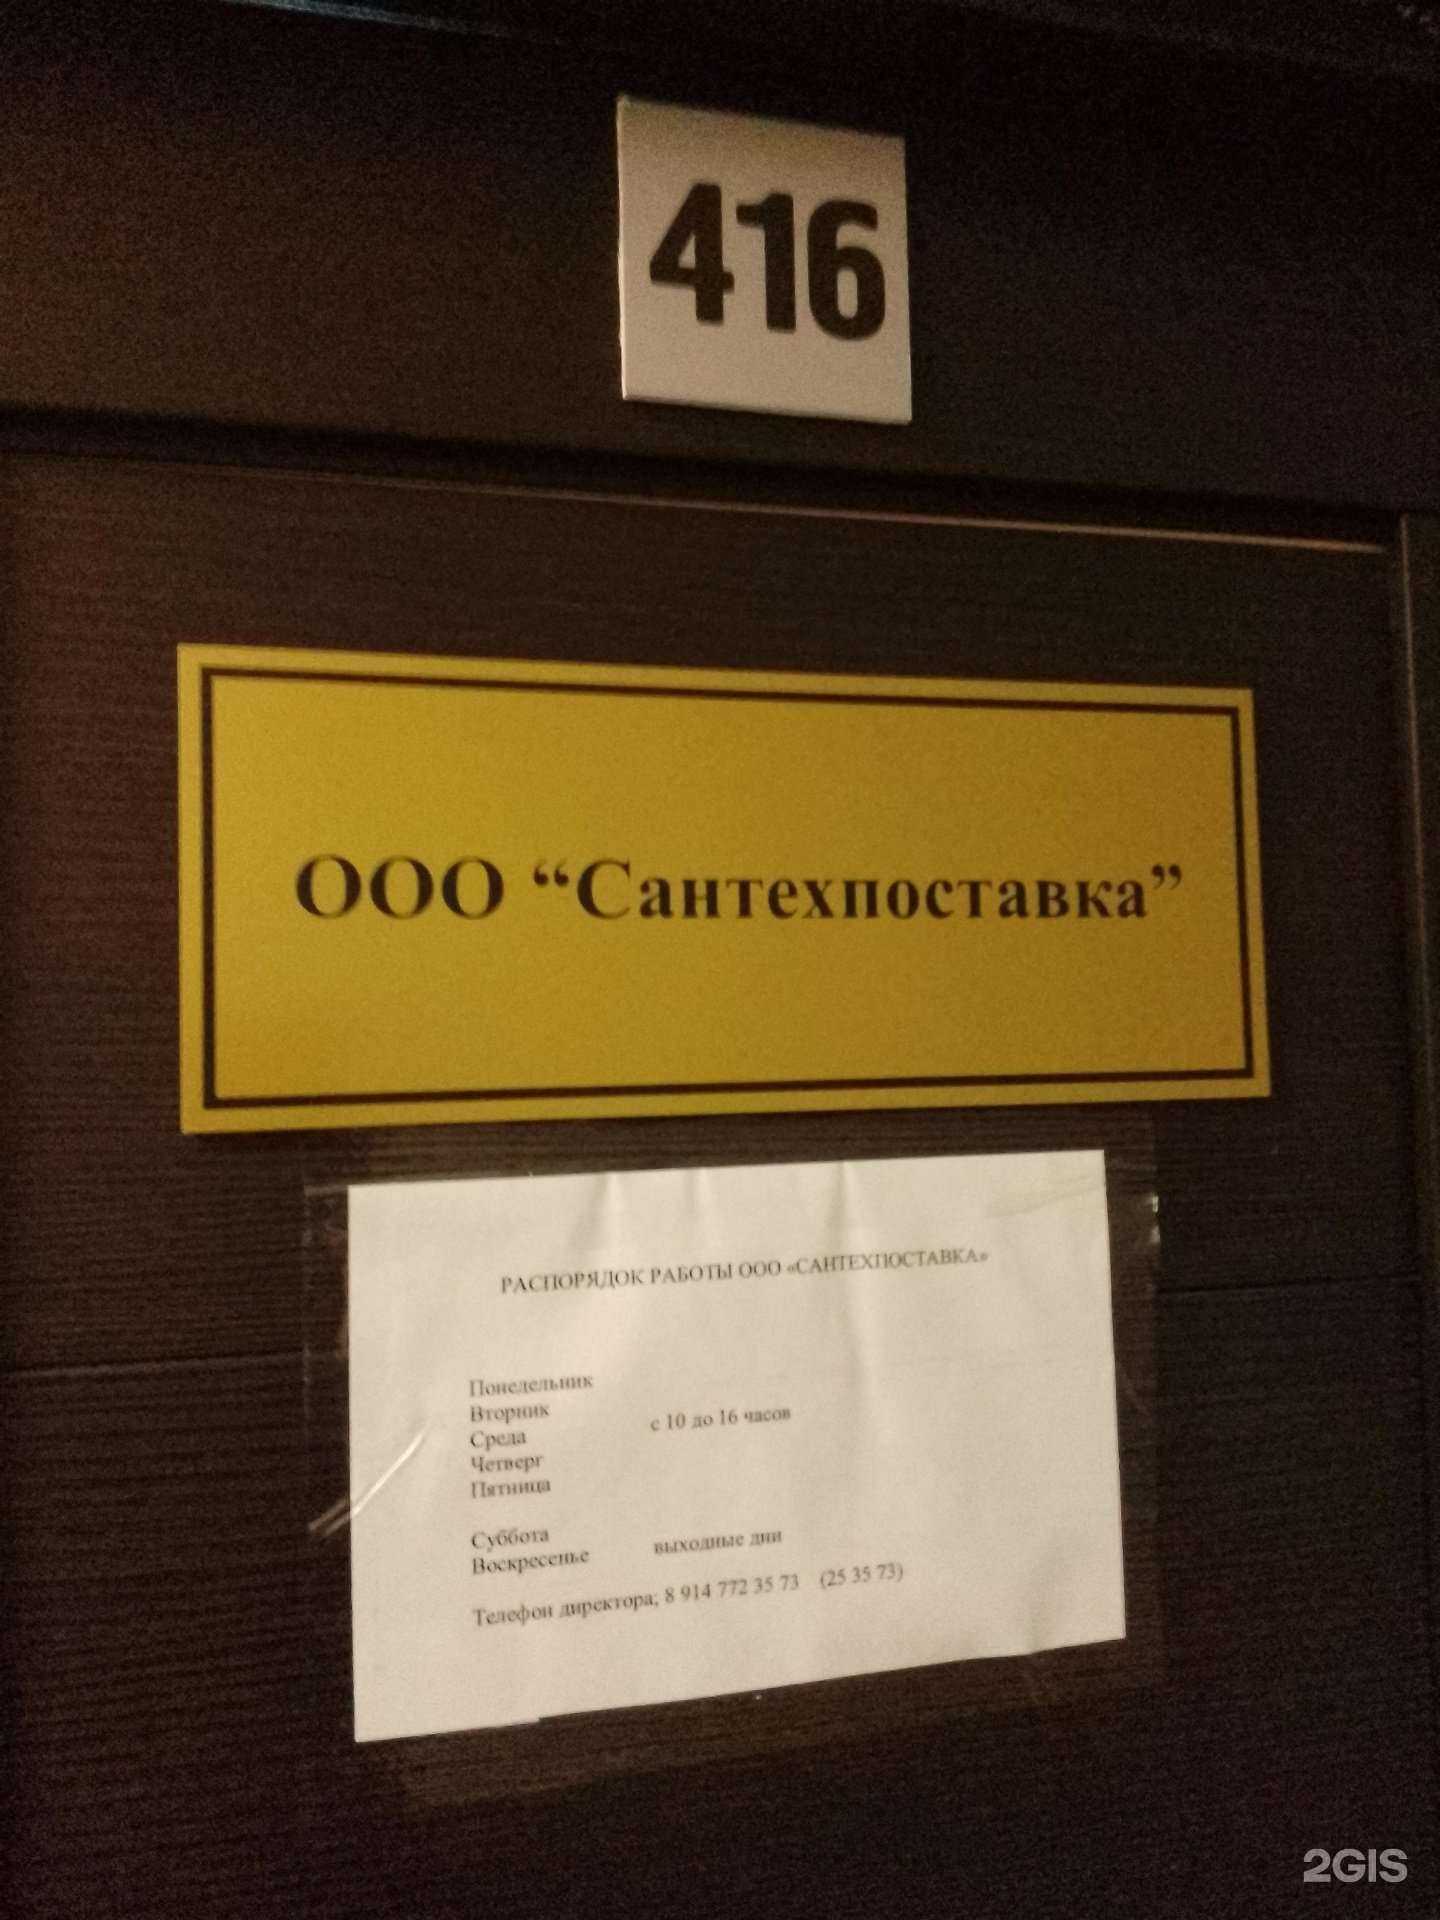 416
ООО “Сантехпоставка”
РАСПОРЯДОК РАБОТЫ ООО «САНТЕХПОСТАВКА»
Понедельник
Вторник
Среда с 10 до 16 часов
Четверг
Пятница
Суббота
Воскресенье выходные дни
Телефон директора; 8 914 772 35 73 (25 35 73)
2GIS